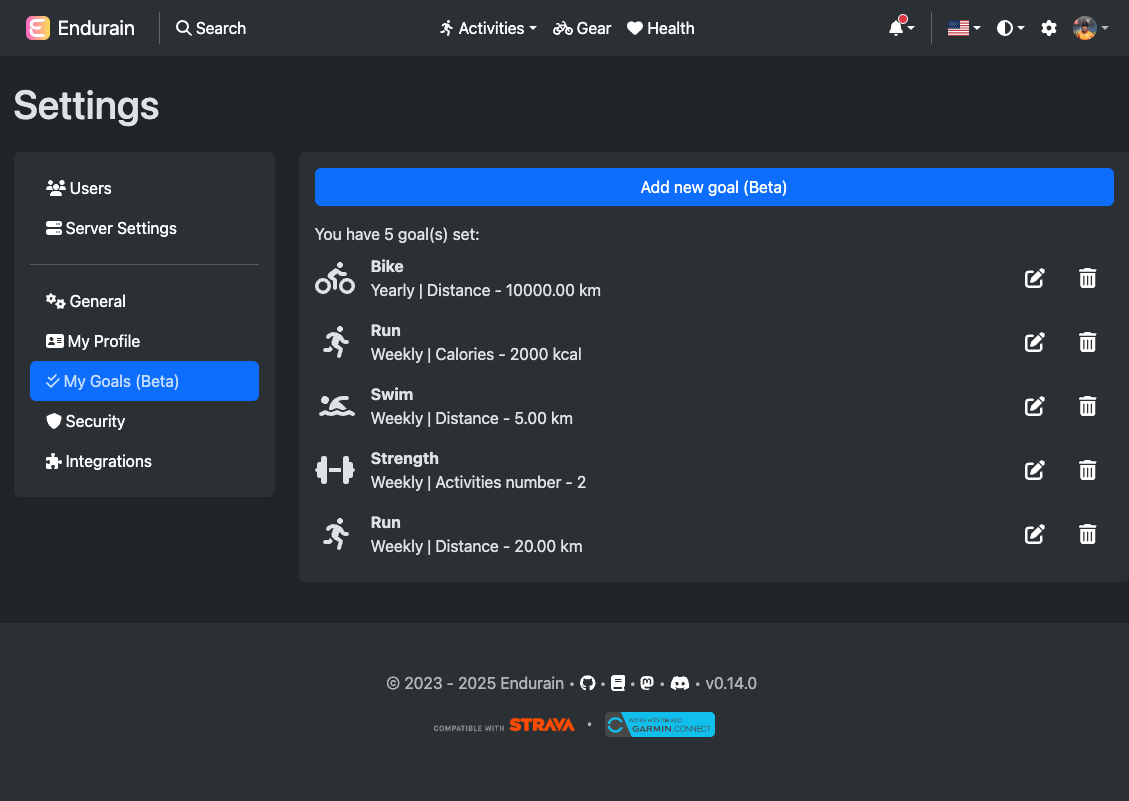 Endurain
Search
Activities
Gear
Health
Settings
Users
Server Settings
General
My Profile
My Goals (Beta)
Security
Integrations
Add new goal (Beta)
You have 5 goal(s) set:
Bike
Yearly | Distance - 10000.00 km
Run
Weekly | Calories - 2000 kcal
Swim
Weekly | Distance - 5.00 km
Strength
Weekly | Activities number - 2
Run
Weekly | Distance - 20.00 km
© 2023 - 2025 Endurain • • • • • v0.14.0
COMPATIBLE WITH STRAVA •
works with the app
GARMIN CONNECT